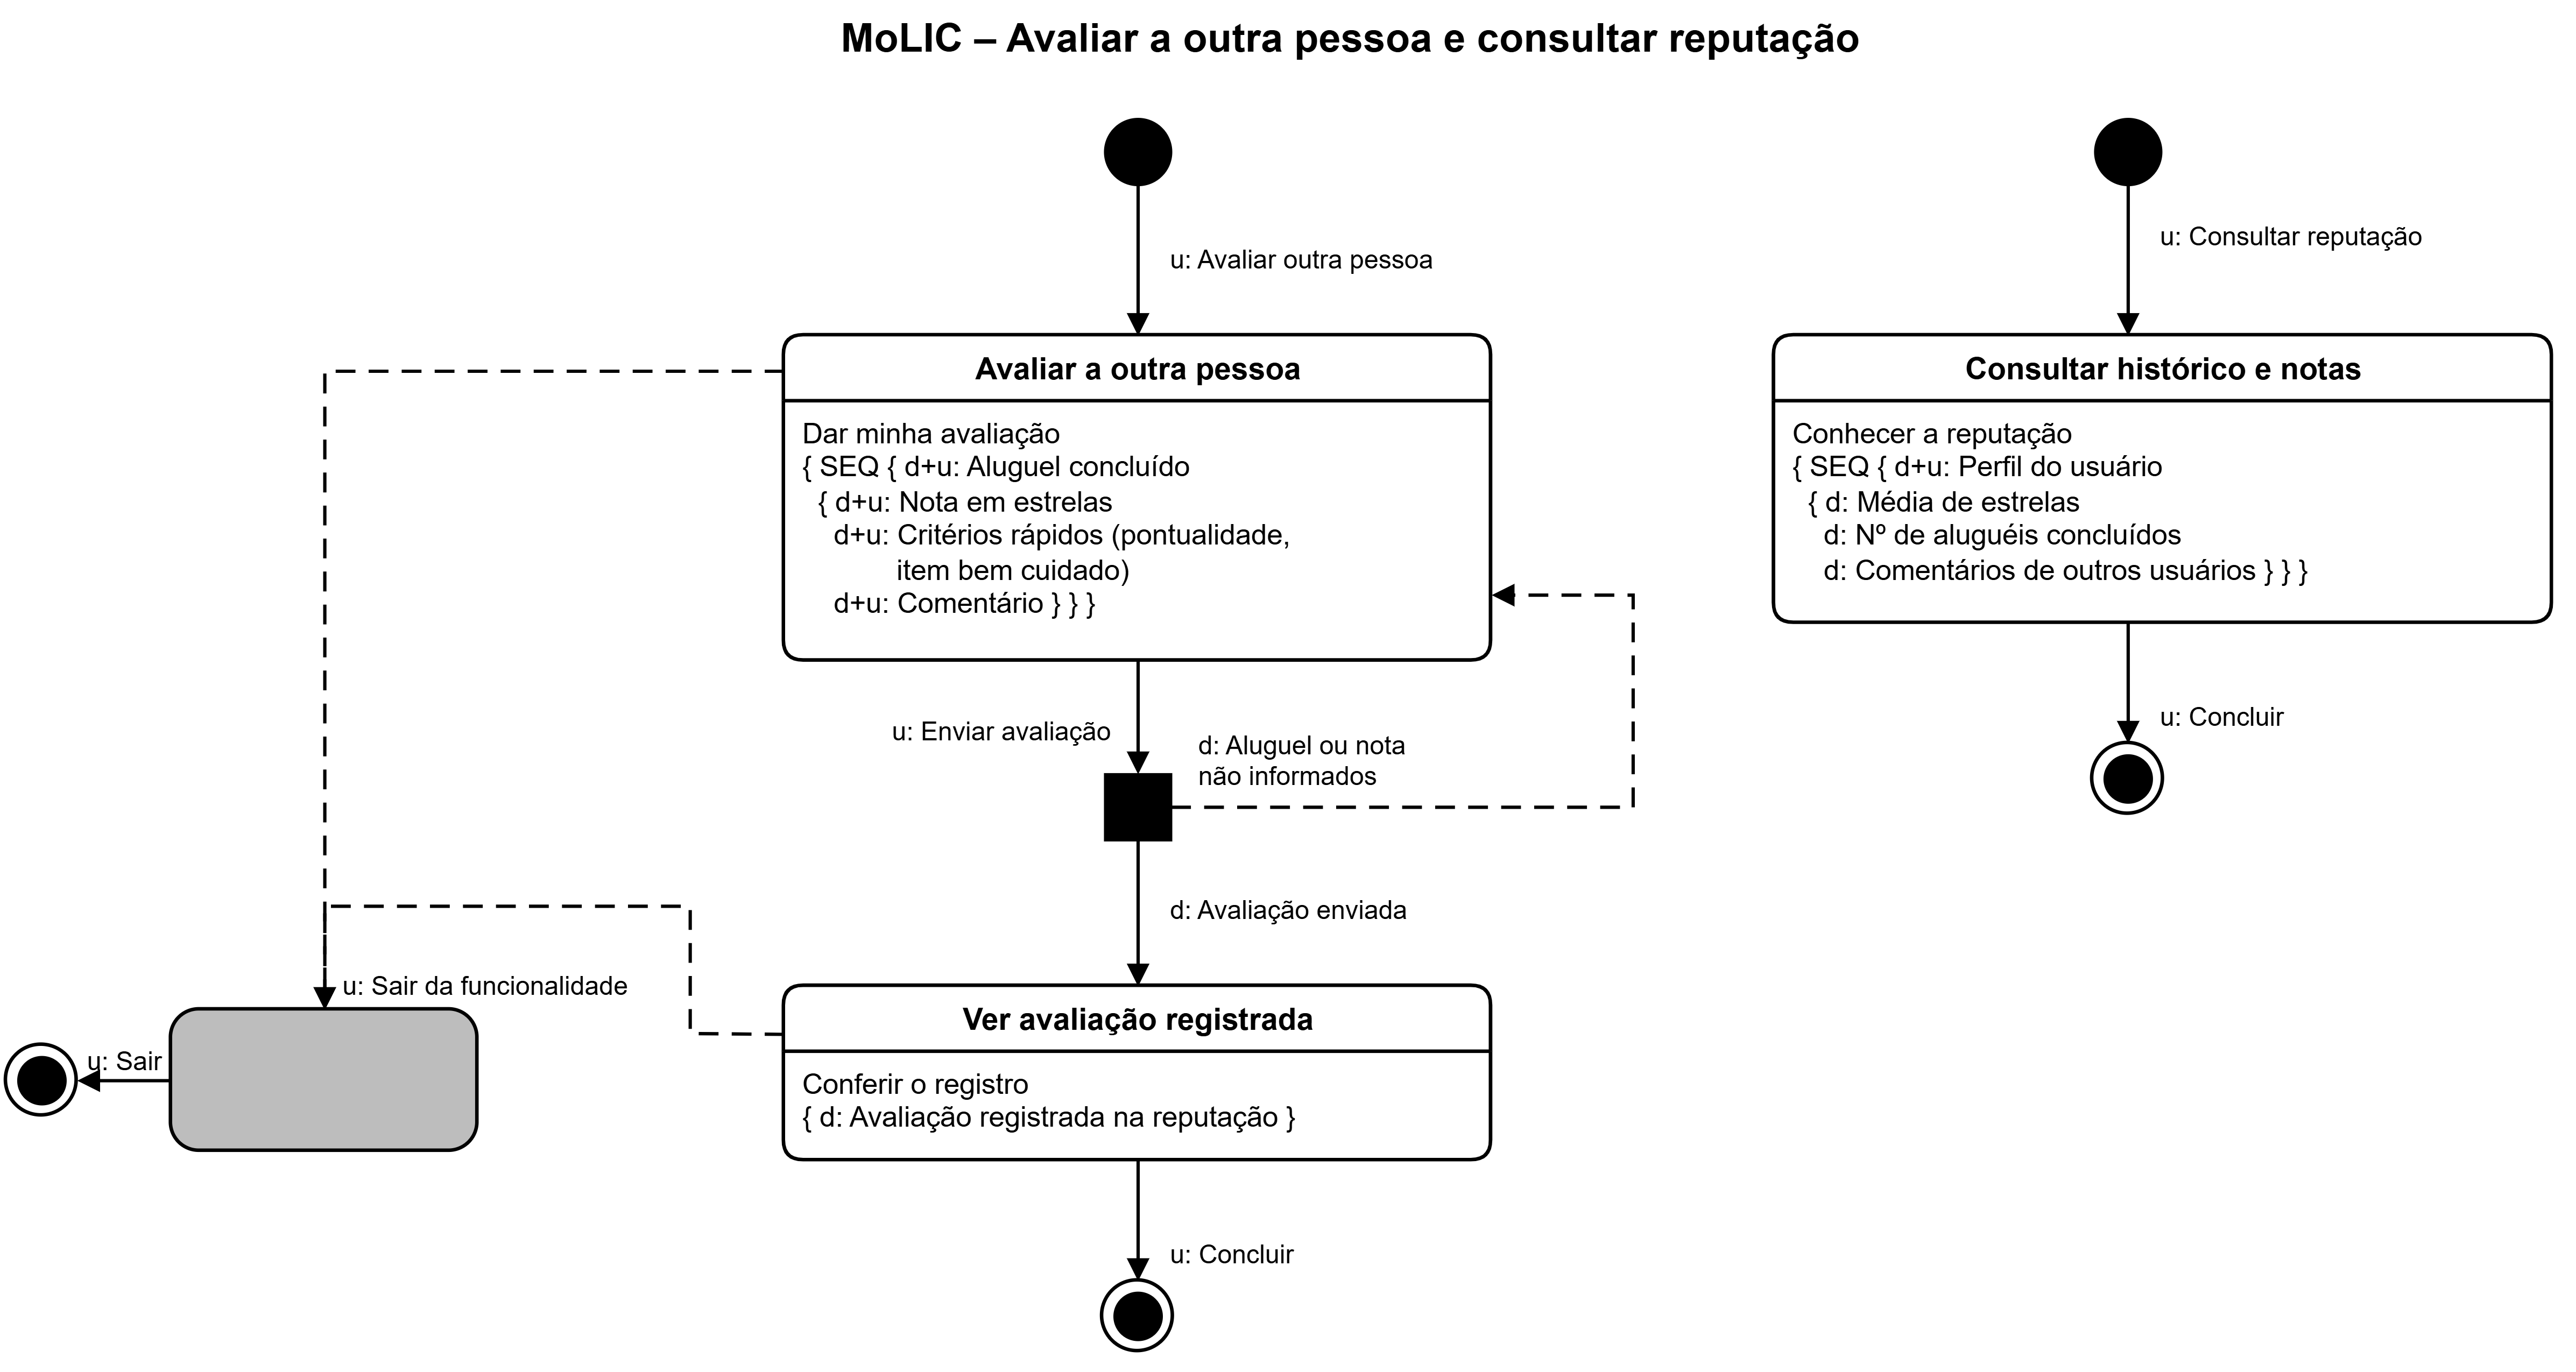 MoLIC – Avaliar a outra pessoa e consultar reputação
u: Avaliar outra pessoa
u: Consultar reputação
Avaliar a outra pessoa
Dar minha avaliação
{ SEQ { d+u: Aluguel concluído
{ d+u: Nota em estrelas
d+u: Critérios rápidos (pontualidade,
item bem cuidado)
d+u: Comentário } } }
Consultar histórico e notas
Conhecer a reputação
{ SEQ { d+u: Perfil do usuário
{ d: Média de estrelas
d: Nº de aluguéis concluídos
d: Comentários de outros usuários } } }
u: Enviar avaliação
d: Aluguel ou nota
não informados
u: Concluir
d: Avaliação enviada
u: Sair da funcionalidade
u: Sair
Ver avaliação registrada
Conferir o registro
{ d: Avaliação registrada na reputação }
u: Concluir